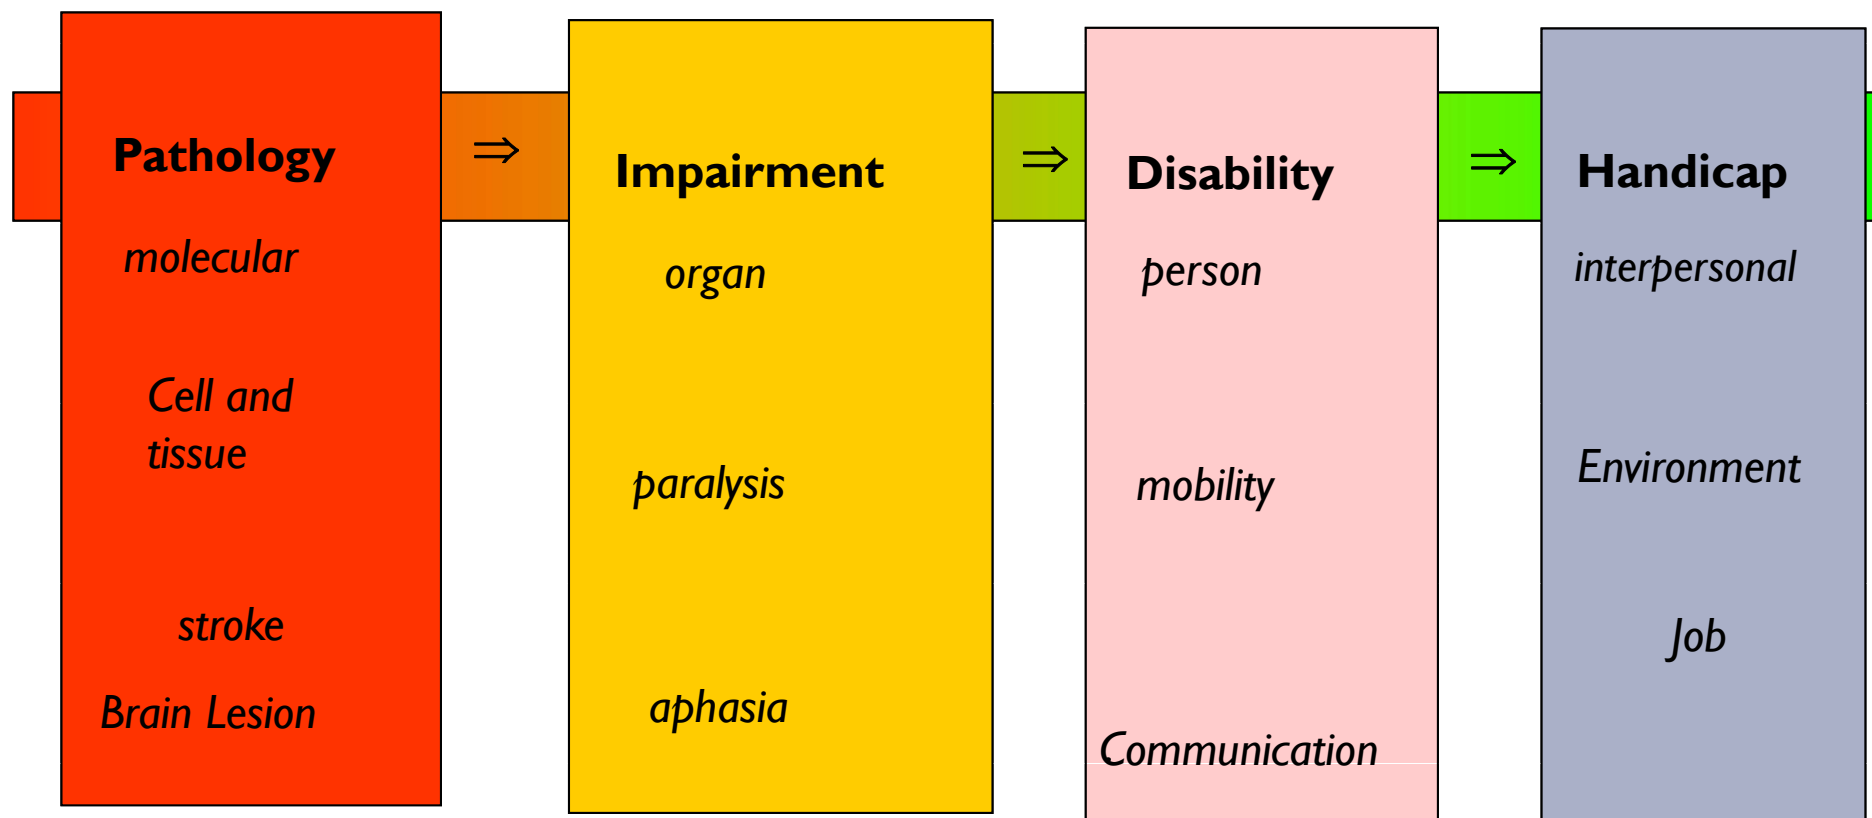 Pathology
molecular
Cell and
tissue
stroke
Brain Lesion
⇒
Impairment
organ
paralysis
aphasia
⇒
Disability
person
mobility
Communication
⇒
Handicap
interpersonal
Environment
Job